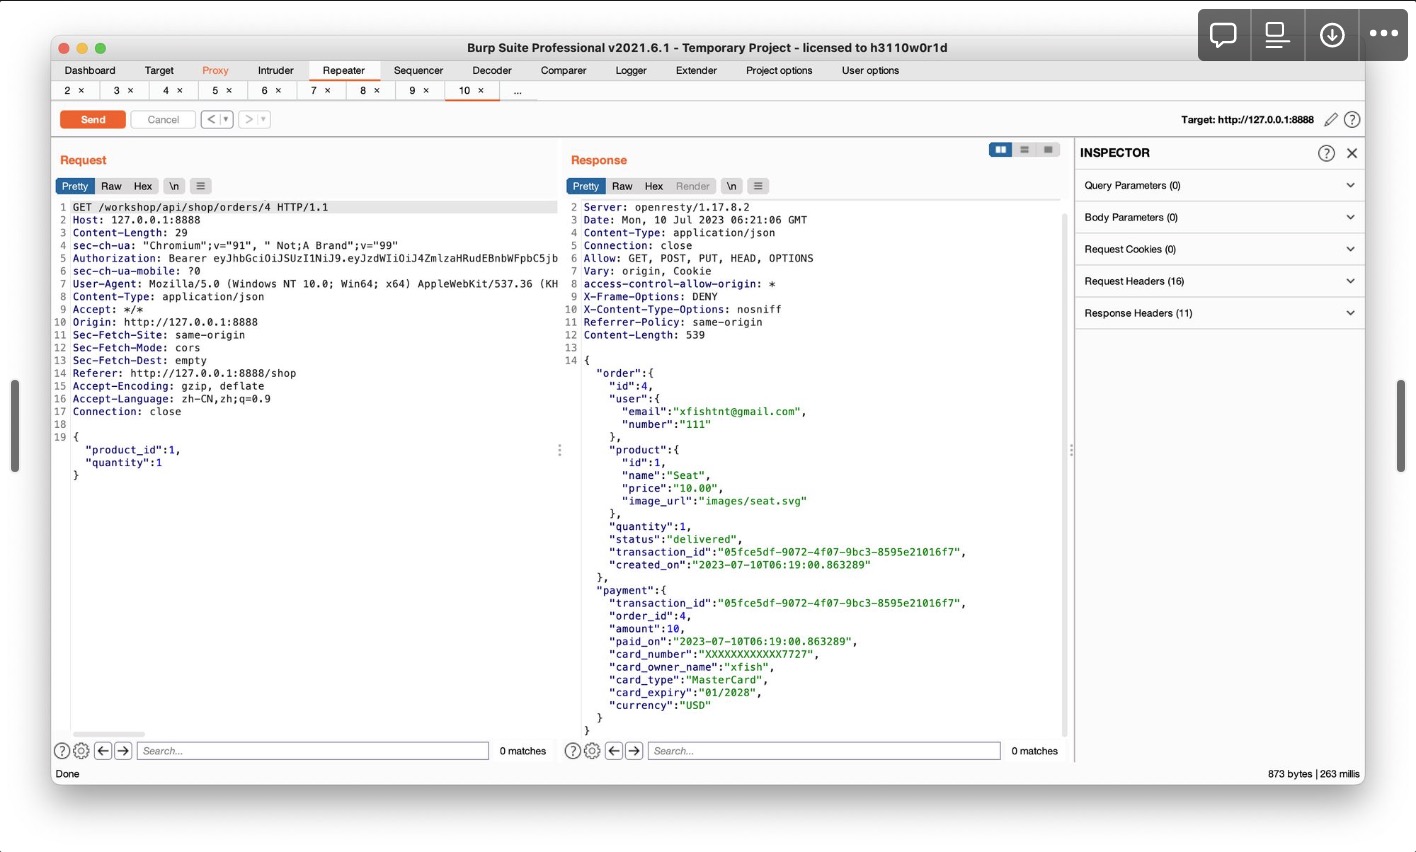 Burp Suite Professional v2021.6.1 - Temporary Project - licensed to h3110w0r1d
Dashboard Target Proxy Intruder Repeater Sequencer Decoder Comparer Logger Extender Project options User options
2 × 3 × 4 × 5 × 6 × 7 × 8 × 9 × 10 × ...
Send Cancel < > Target: http://127.0.0.1:8888
Request
Pretty Raw Hex \n
1 GET /workshop/api/shop/orders/4 HTTP/1.1
2 Host: 127.0.0.1:8888
3 Content-Length: 29
4 sec-ch-ua: "Chromium";v="91", " Not;A Brand";v="99"
5 Authorization: Bearer eyJhbGciOiJSUzI1NiJ9.eyJzdWIiOiJ4ZmlzaHRudEBnbWFpbC5jb
6 sec-ch-ua-mobile: ?0
7 User-Agent: Mozilla/5.0 (Windows NT 10.0; Win64; x64) AppleWebKit/537.36 (KH
8 Content-Type: application/json
9 Accept: */*
10 Origin: http://127.0.0.1:8888
11 Sec-Fetch-Site: same-origin
12 Sec-Fetch-Mode: cors
13 Sec-Fetch-Dest: empty
14 Referer: http://127.0.0.1:8888/shop
15 Accept-Encoding: gzip, deflate
16 Accept-Language: zh-CN,zh;q=0.9
17 Connection: close
18
19 {
"product_id":1,
"quantity":1
}
Search... 0 matches
Response
Pretty Raw Hex Render \n
2 Server: openresty/1.17.8.2
3 Date: Mon, 10 Jul 2023 06:21:06 GMT
4 Content-Type: application/json
5 Connection: close
6 Allow: GET, POST, PUT, HEAD, OPTIONS
7 Vary: origin, Cookie
8 access-control-allow-origin: *
9 X-Frame-Options: DENY
10 X-Content-Type-Options: nosniff
11 Referrer-Policy: same-origin
12 Content-Length: 539
13
14 {
"order":{
"id":4,
"user":{
"email":"xfishtnt@gmail.com",
"number":"111"
},
"product":{
"id":1,
"name":"Seat",
"price":"10.00",
"image_url":"images/seat.svg"
},
"quantity":1,
"status":"delivered",
"transaction_id":"05fce5df-9072-4f07-9bc3-8595e21016f7",
"created_on":"2023-07-10T06:19:00.863289"
},
"payment":{
"transaction_id":"05fce5df-9072-4f07-9bc3-8595e21016f7",
"order_id":4,
"amount":10,
"paid_on":"2023-07-10T06:19:00.863289",
"card_number":"XXXXXXXXXXXX7727",
"card_owner_name":"xfish",
"card_type":"MasterCard",
"card_expiry":"01/2028",
"currency":"USD"
}
}
Search... 0 matches
INSPECTOR
Query Parameters (0)
Body Parameters (0)
Request Cookies (0)
Request Headers (16)
Response Headers (11)
Done 873 bytes | 263 millis